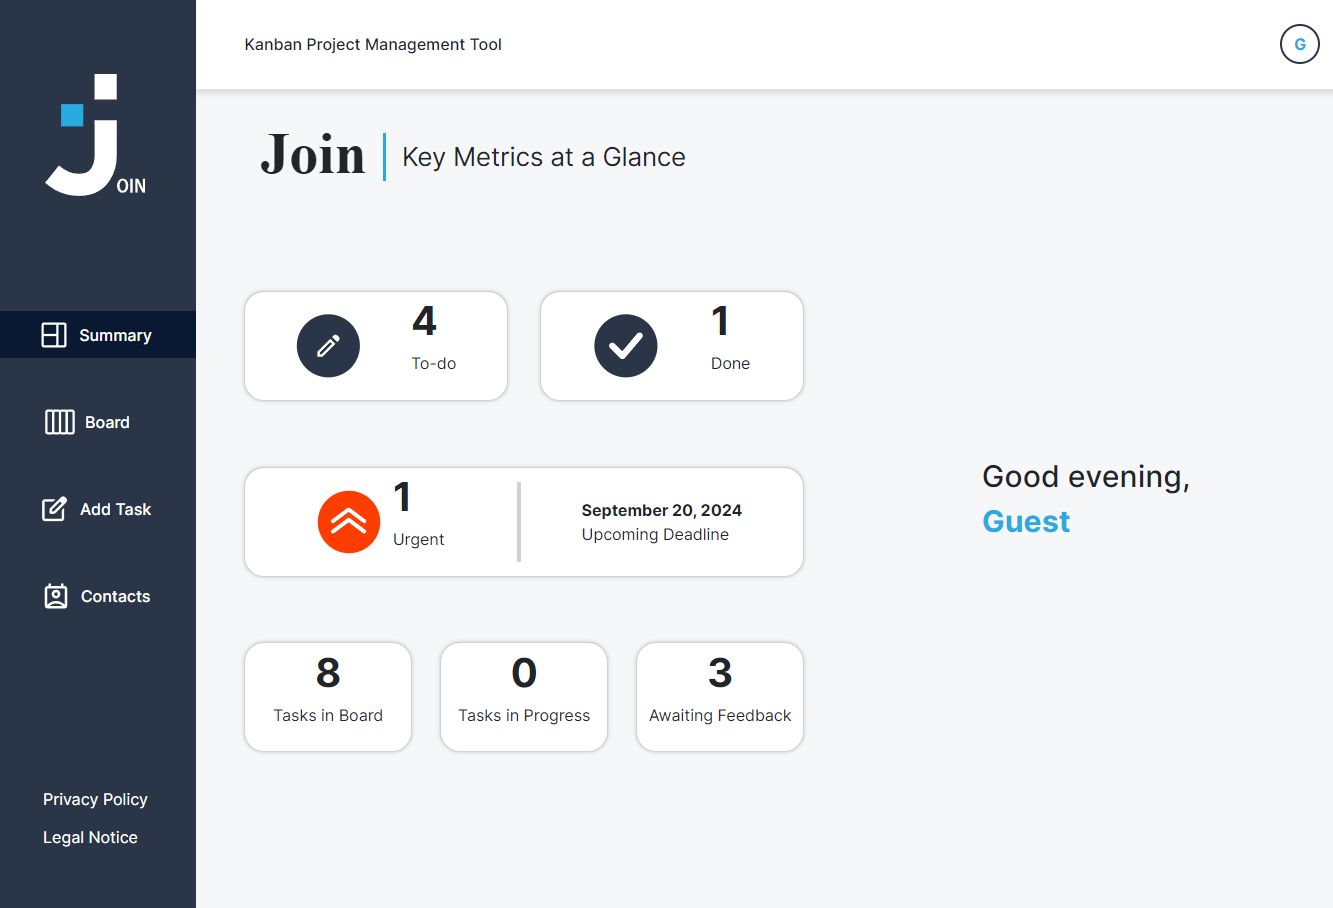 Kanban Project Management Tool
G
JOIN
Join
Key Metrics at a Glance
Summary
Board
Add Task
Contacts
Privacy Policy
Legal Notice
4
To-do
1
Done
1
Urgent
September 20, 2024
Upcoming Deadline
8
Tasks in Board
0
Tasks in Progress
3
Awaiting Feedback
Good evening,
Guest